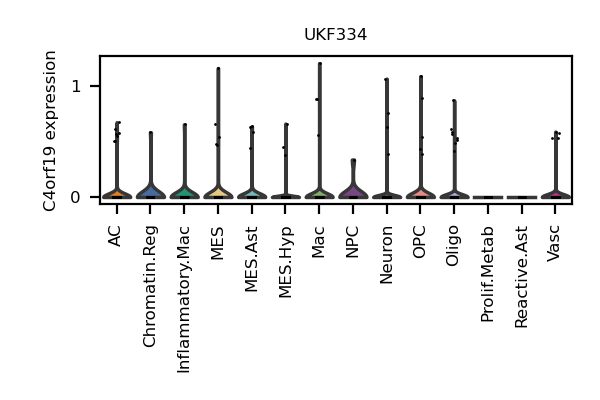 UKF334
C4orf19 expression
1
0
AC
Chromatin.Reg
Inflammatory.Mac
MES
MES.Ast
MES.Hyp
Mac
NPC
Neuron
OPC
Oligo
Prolif.Metab
Reactive.Ast
Vasc